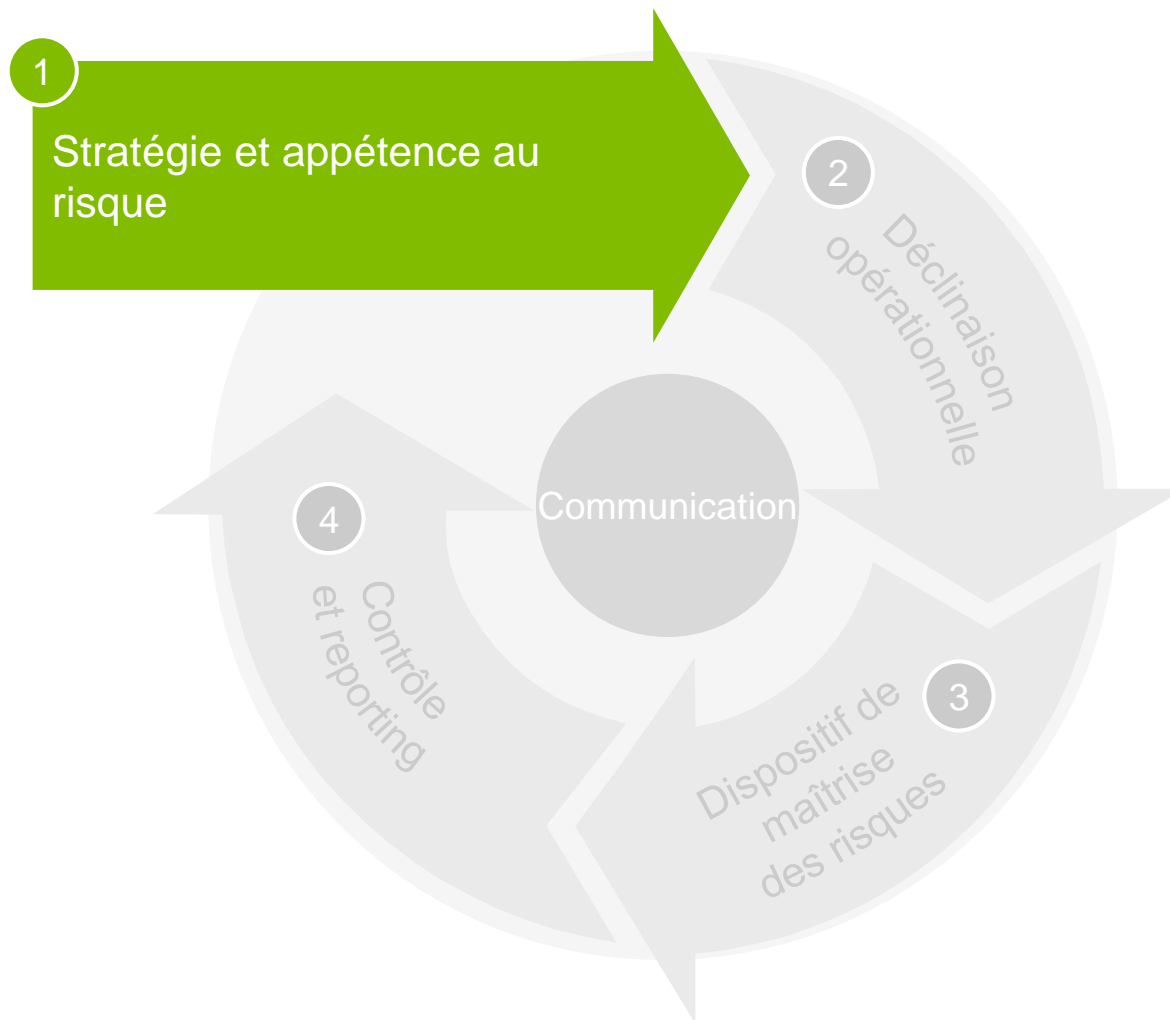 1
Stratégie et appétence au
risque
2
Déclinaison
opérationnelle
Communication
3
Dispositif de
maîtrise
des risques
4
Contrôle
et reporting